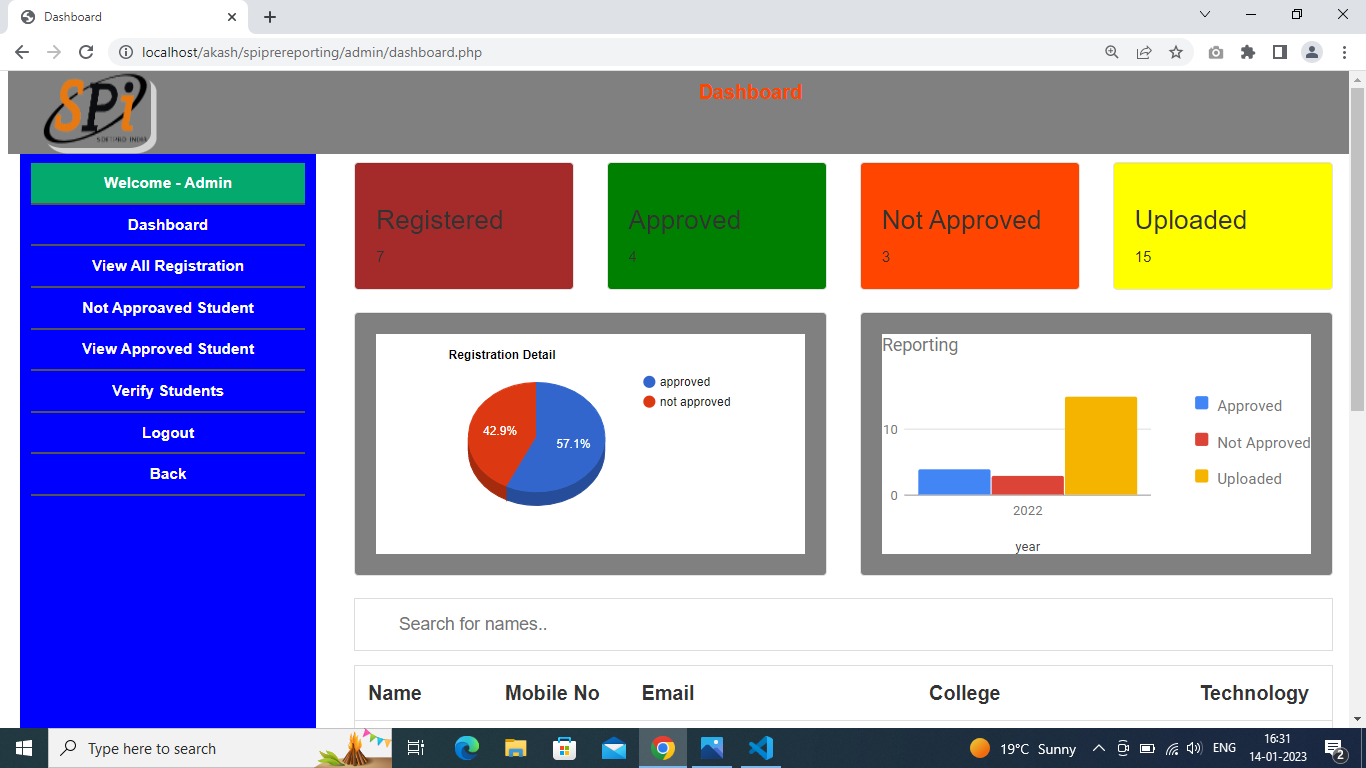 Dashboard
localhost/akash/spiprereporting/admin/dashboard.php
SPi
SOFTPRO INDIA
Dashboard
Welcome - Admin
Dashboard
View All Registration
Not Approaved Student
View Approved Student
Verify Students
Logout
Back
Registered
7
Approved
4
Not Approved
3
Uploaded
15
Registration Detail
approved
not approved
42.9%
57.1%
Reporting
10
0
2022
year
Approved
Not Approved
Uploaded
Search for names..
Name Mobile No Email College Technology
Type here to search
19°C Sunny
ENG
16:31
14-01-2023
2